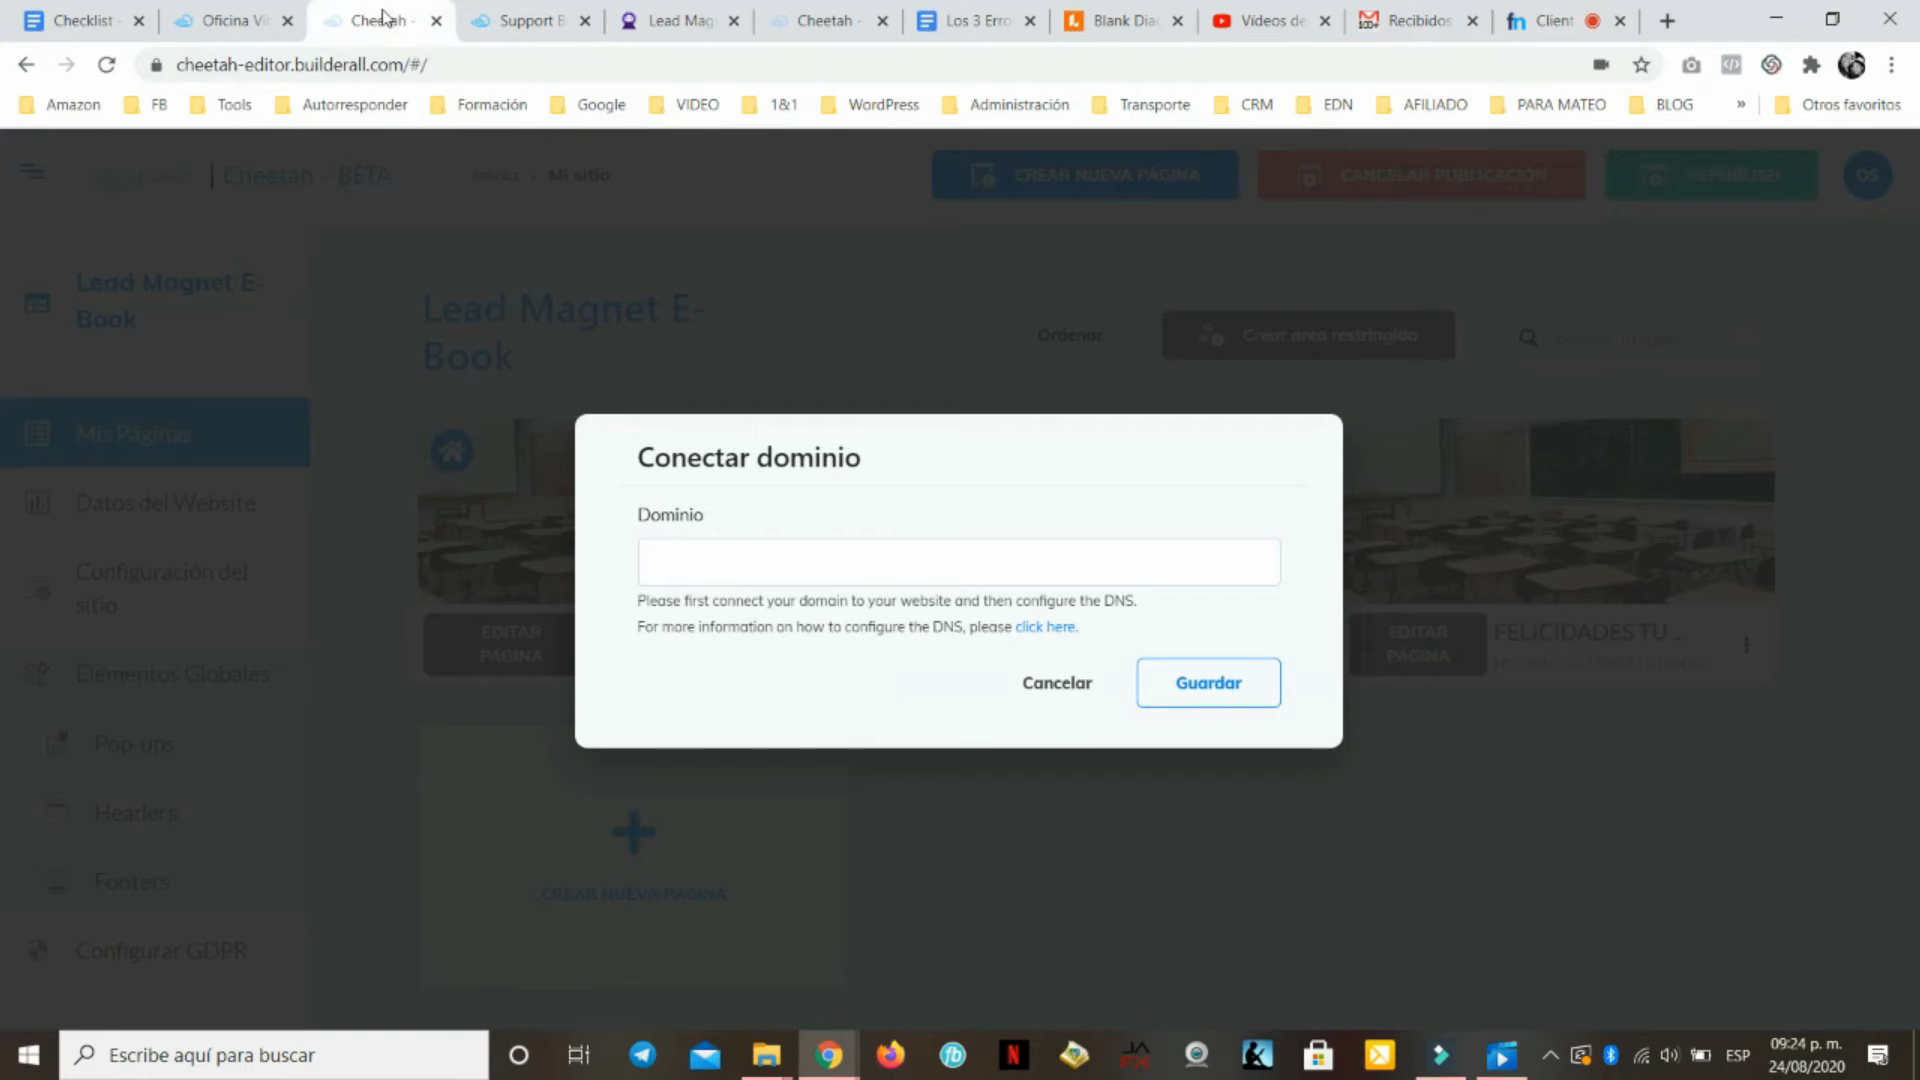 Checklist -
Oficina Vir
Cheetah -
Support B
Lead Mag
Cheetah -
Los 3 Erro
Blank Dia
Vídeos de
Recibidos
Client
cheetah-editor.builderall.com/#/
Amazon
FB
Tools
Autorresponder
Formación
Google
VIDEO
1&1
WordPress
Administración
Transporte
CRM
EDN
AFILIADO
PARA MATEO
BLOG
»
Otros favoritos
Cheetah - BETA
Inicio
Mi sitio
CREAR NUEVA PÁGINA
CANCELAR PUBLICACIÓN
REPUBLISH
OS
Lead Magnet E-
Book
Lead Magnet E-
Book
Ordenar
Crear área restringida
Mis Páginas
Datos del Website
Configuración del
sitio
Elementos Globales
Pop-ups
Headers
Footers
Configurar GDPR
Conectar dominio
Dominio
Please first connect your domain to your website and then configure the DNS.
For more information on how to configure the DNS, please click here.
Cancelar
Guardar
EDITAR
PÁGINA
EDITAR
PÁGINA
FELICIDADES TU ...
CREAR NUEVA PÁGINA
Escribe aquí para buscar
ESP
09:24 p. m.
24/08/2020